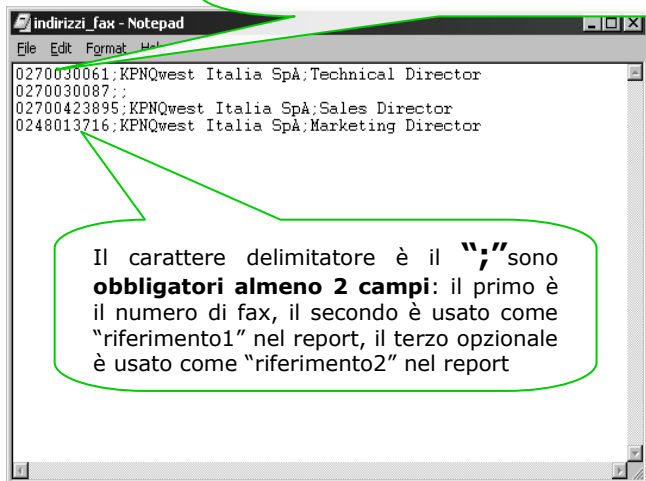 indirizzi_fax - Notepad
File Edit Format
0270030061;KPNQwest Italia SpA;Technical Director
0270030087;;
02700423895;KPNQwest Italia SpA;Sales Director
0248013716;KPNQwest Italia SpA;Marketing Director
Il carattere delimitatore è il “;”sono
obbligatori almeno 2 campi: il primo è
il numero di fax, il secondo è usato come
“riferimento1” nel report, il terzo opzionale
è usato come “riferimento2” nel report